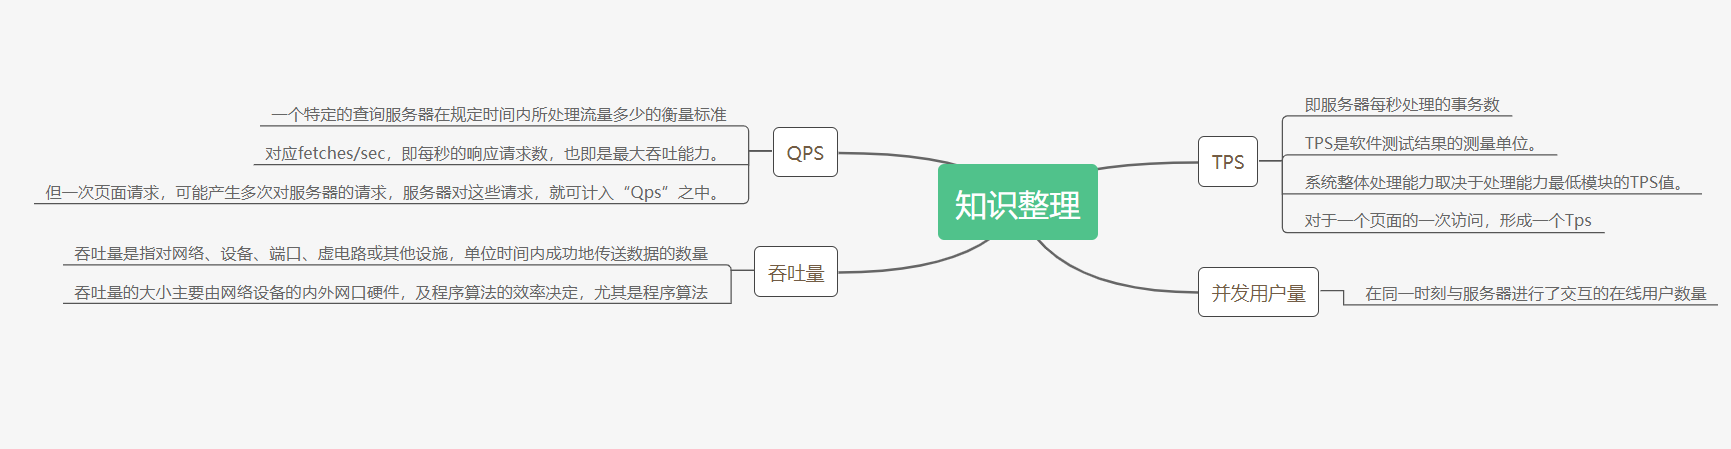 知识整理
QPS
一个特定的查询服务器在规定时间内所处理流量多少的衡量标准
对应fetches/sec，即每秒的响应请求数，也即是最大吞吐能力。
但一次页面请求，可能产生多次对服务器的请求，服务器对这些请求，就可计入“Qps”之中。
吞吐量
吞吐量是指对网络、设备、端口、虚电路或其他设施，单位时间内成功地传送数据的数量
吞吐量的大小主要由网络设备的内外网口硬件，及程序算法的效率决定，尤其是程序算法
TPS
即服务器每秒处理的事务数
TPS是软件测试结果的测量单位。
系统整体处理能力取决于处理能力最低模块的TPS值。
对于一个页面的一次访问，形成一个Tps
并发用户量
在同一时刻与服务器进行了交互的在线用户数量